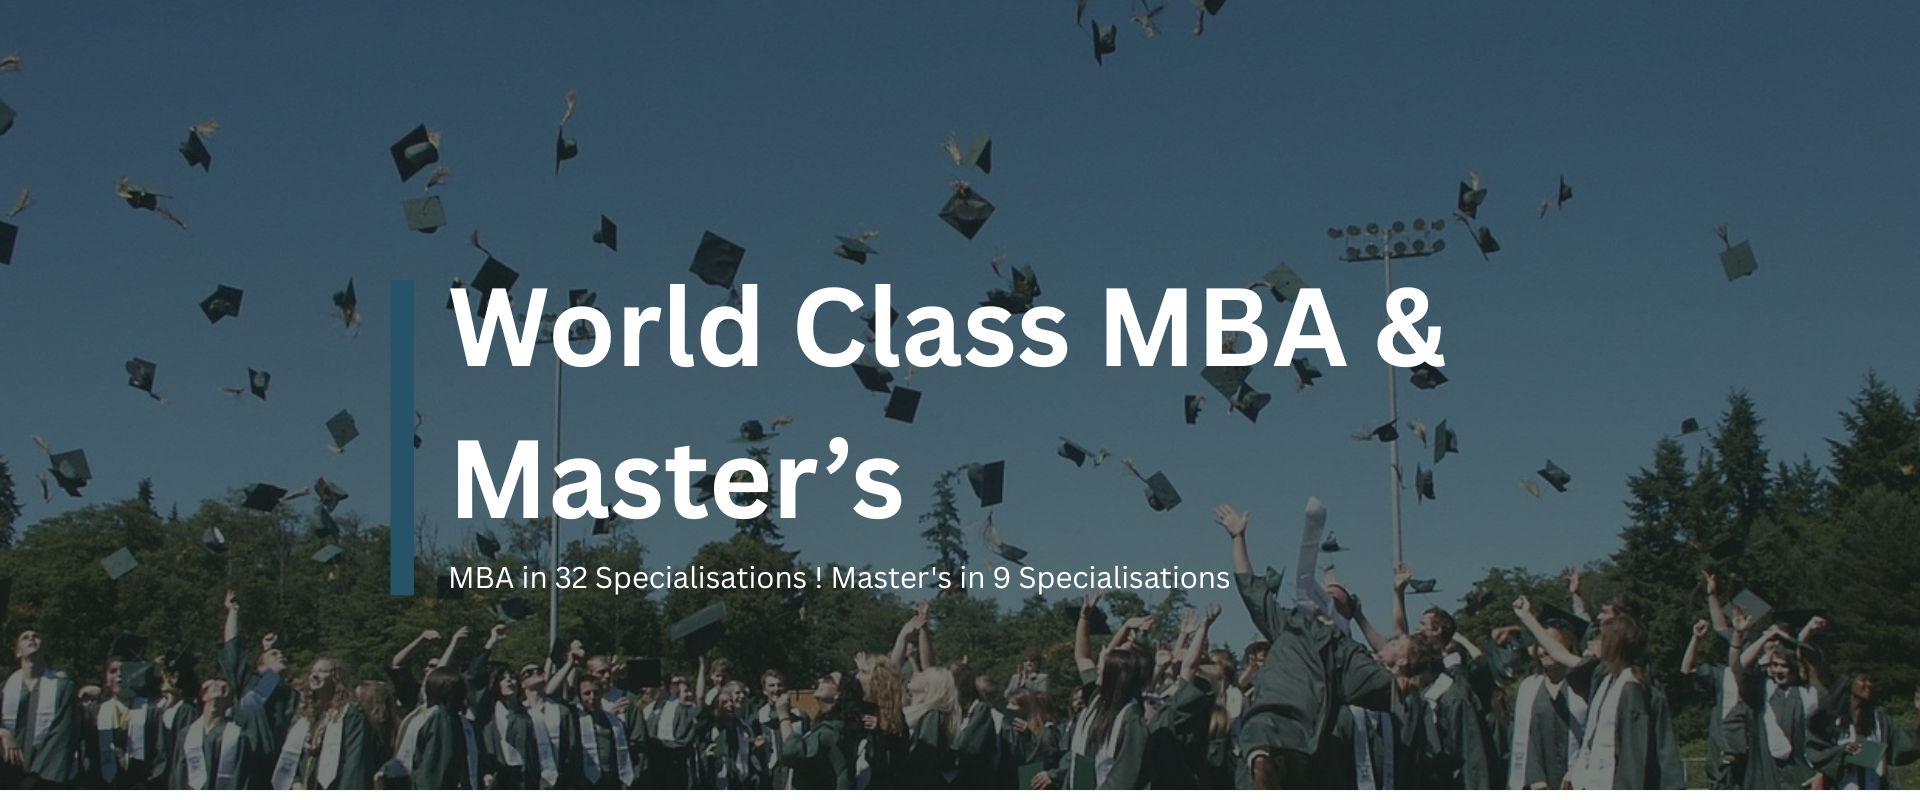 World Class MBA &
Master’s
MBA in 32 Specialisations ! Master's in 9 Specialisations